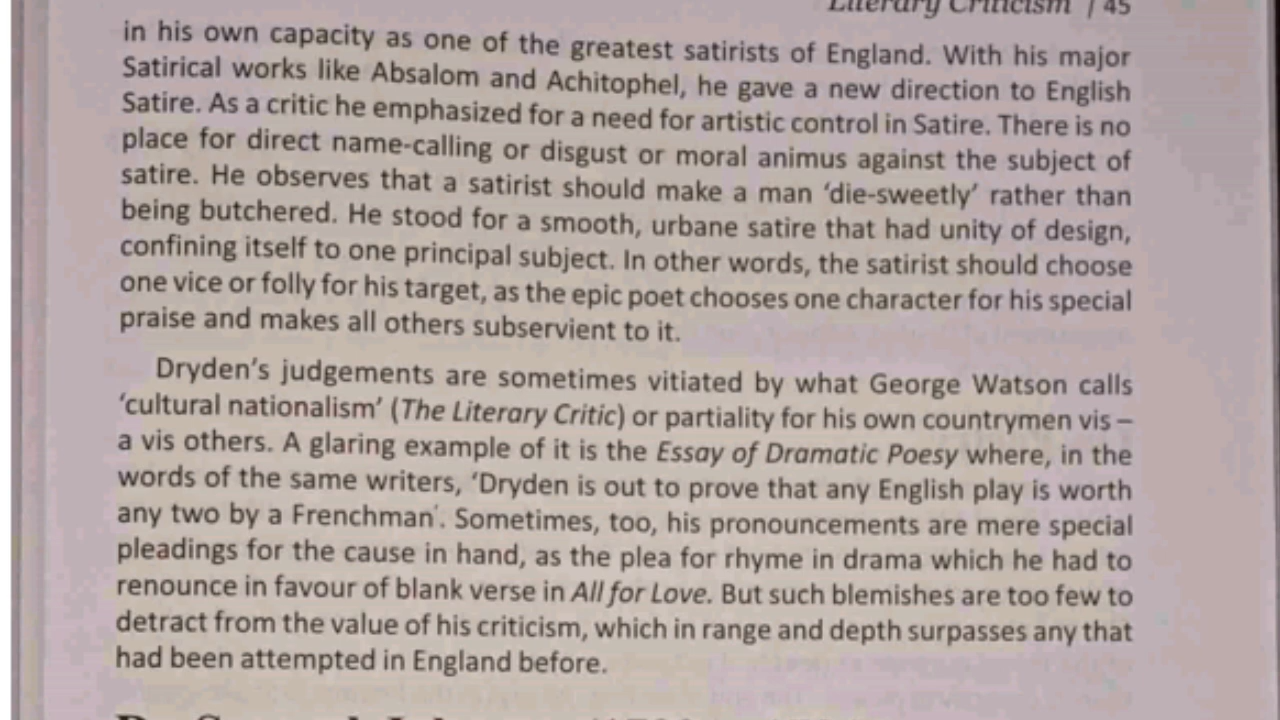 Literary Criticism | 45
in his own capacity as one of the greatest satirists of England. With his major
Satirical works like Absalom and Achitophel, he gave a new direction to English
Satire. As a critic he emphasized for a need for artistic control in Satire. There is no
place for direct name-calling or disgust or moral animus against the subject of
satire. He observes that a satirist should make a man ‘die-sweetly’ rather than
being butchered. He stood for a smooth, urbane satire that had unity of design,
confining itself to one principal subject. In other words, the satirist should choose
one vice or folly for his target, as the epic poet chooses one character for his special
praise and makes all others subservient to it.
Dryden’s judgements are sometimes vitiated by what George Watson calls
‘cultural nationalism’ (The Literary Critic) or partiality for his own countrymen vis –
a vis others. A glaring example of it is the Essay of Dramatic Poesy where, in the
words of the same writers, ‘Dryden is out to prove that any English play is worth
any two by a Frenchman’. Sometimes, too, his pronouncements are mere special
pleadings for the cause in hand, as the plea for rhyme in drama which he had to
renounce in favour of blank verse in All for Love. But such blemishes are too few to
detract from the value of his criticism, which in range and depth surpasses any that
had been attempted in England before.